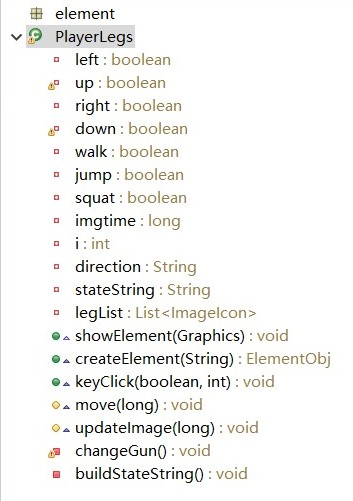 element
PlayerLegs
left : boolean
up : boolean
right : boolean
down : boolean
walk : boolean
jump : boolean
squat : boolean
imgtime : long
i : int
direction : String
stateString : String
legList : List<ImageIcon>
showElement(Graphics) : void
createElement(String) : ElementObj
keyClick(boolean, int) : void
move(long) : void
updateImage(long) : void
changeGun() : void
buildStateString() : void